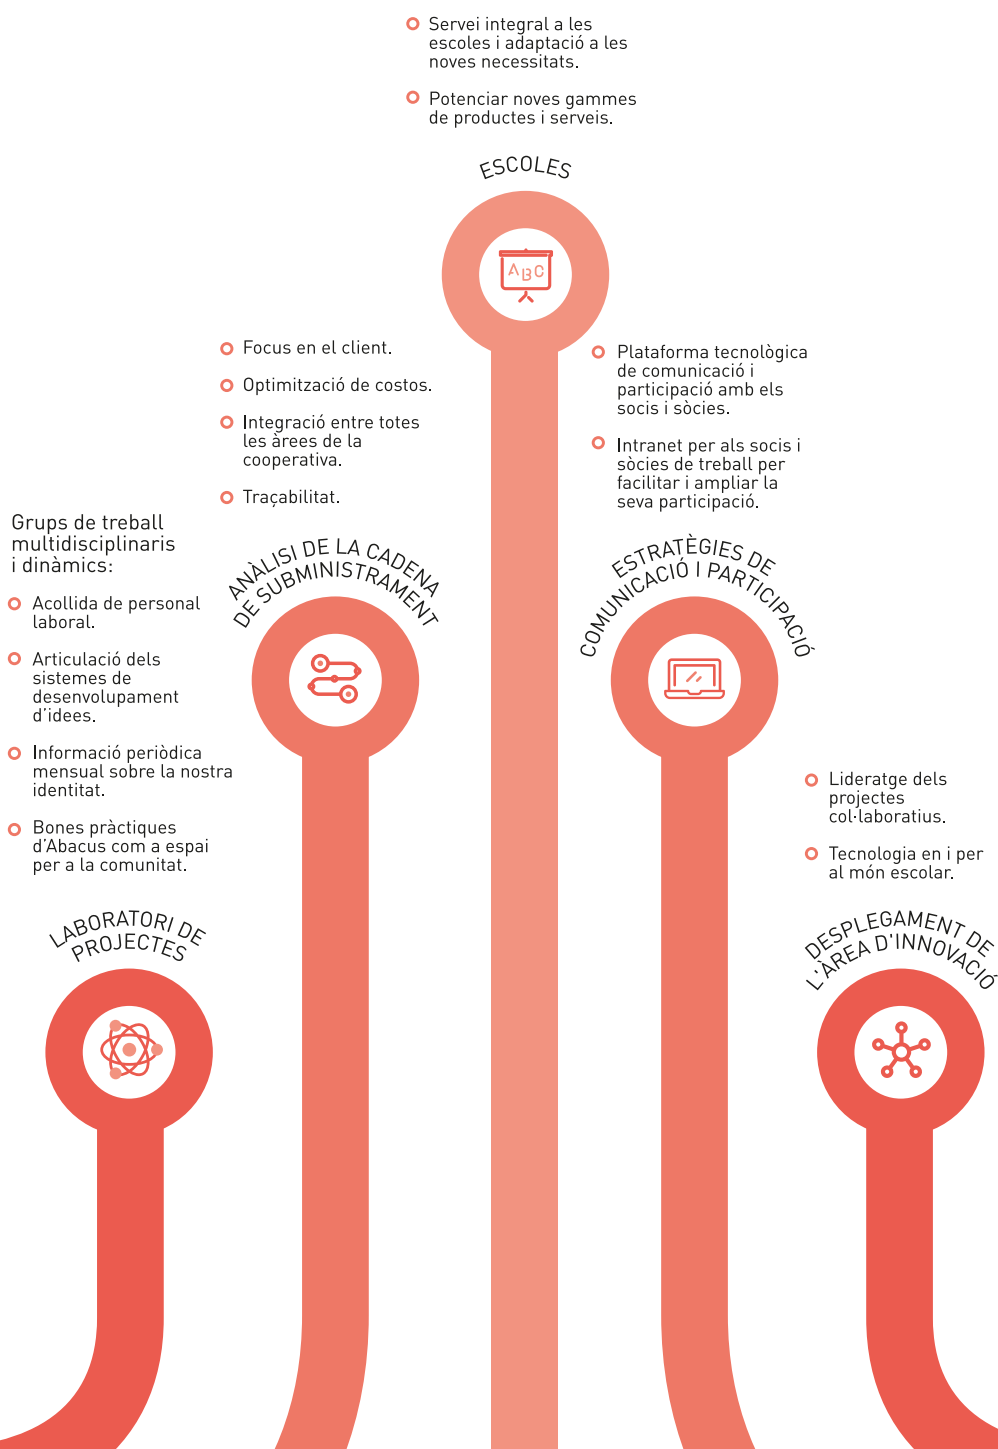 Servei integral a les
escoles i adaptació a les
noves necessitats.
Potenciar noves gammes
de productes i serveis.
ESCOLES
ABC
Focus en el client.
Optimització de costos.
Integració entre totes
les àrees de la
cooperativa.
Traçabilitat.
ANÀLISI DE LA CADENA
DE SUBMINISTRAMENT
Plataforma tecnològica
de comunicació i
participació amb els
socis i sòcies.
Intranet per als socis i
sòcies de treball per
facilitar i ampliar la
seva participació.
ESTRATÈGIES DE
COMUNICACIÓ I PARTICIPACIÓ
Grups de treball
multidisciplinaris
i dinàmics:
Acollida de personal
laboral.
Articulació dels
sistemes de
desenvolupament
d'idees.
Informació periòdica
mensual sobre la nostra
identitat.
Bones pràctiques
d'Abacus com a espai
per a la comunitat.
LABORATORI DE
PROJECTES
Lideratge dels
projectes
col·laboratius.
Tecnologia en i per
al món escolar.
DESPLEGAMENT DE
L'ÀREA D'INNOVACIÓ